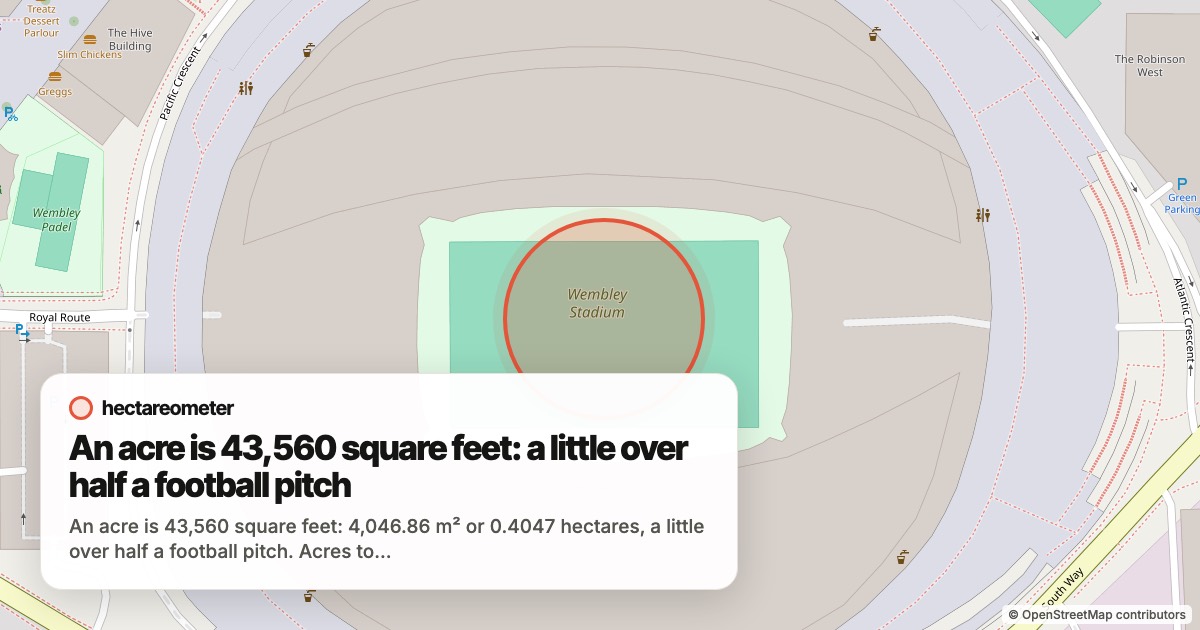 Treatz
Dessert
Parlour
The Hive
Building
Slim Chickens
Greggs
Pacific Crescent
The Robinson
West
Wembley
Padel
Green
Parking
Wembley
Stadium
Royal Route
Atlantic Crescent
hectareometer
An acre is 43,560 square feet: a little over
half a football pitch
An acre is 43,560 square feet: 4,046.86 m² or 0.4047 hectares, a little
over half a football pitch. Acres to...
South Way
© OpenStreetMap contributors